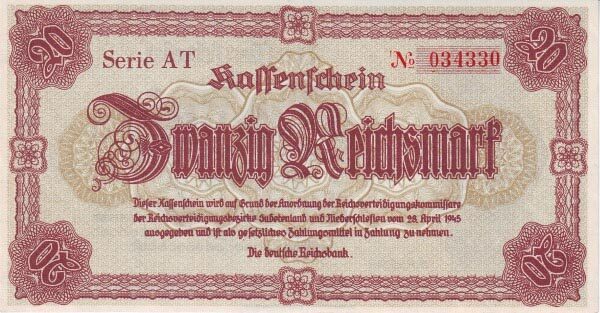 20 20
Serie AT № 034330
Kassenschein
Zwanzig Reichsmark
Dieser Kassenschein wird auf Grund der Anordnung der Reichsverteidigungskommissare
der Reichsverteidigungsbezirke Sudetenland und Niederschlesien vom 28. April 1945
ausgegeben und ist als gesetzliches Zahlungsmittel in Zahlung zu nehmen.
Die deutsche Reichsbank.
20 20